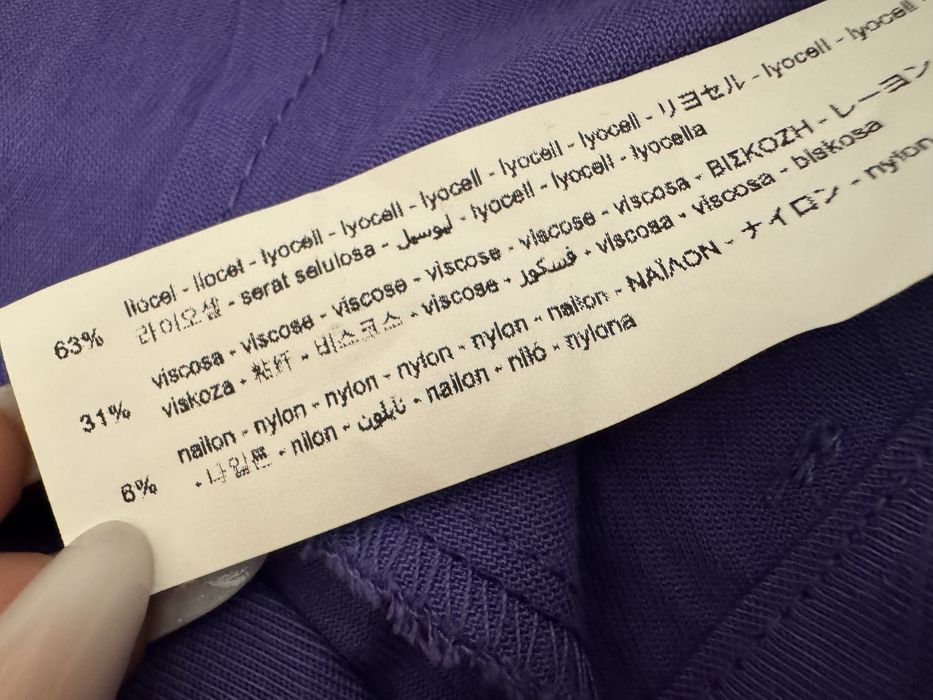 63% liocel - liocel - lyocell - lyocell - lyocell - lyocell - lyocell - lyocell - リヨセル - lyocell - lyocell -
라이오셀 - serat selulosa - ليوسيل - lyocell - lyocell - lyocella
31% viscosa - viscose - viscose - viscose - viscose - viscosa - ΒΙΣΚΟΖΗ - レーヨン
viskoza - 粘纤 - 비스코스 - viscose - فسكور - viscosa - viscosa - biskosa
6% nailon - nylon - nylon - nylon - nylon - nailon - ΝΑΪΛΟΝ - ナイロン - nylon
- 나일론 - nilon - نايلون - nailon - niló - nylona